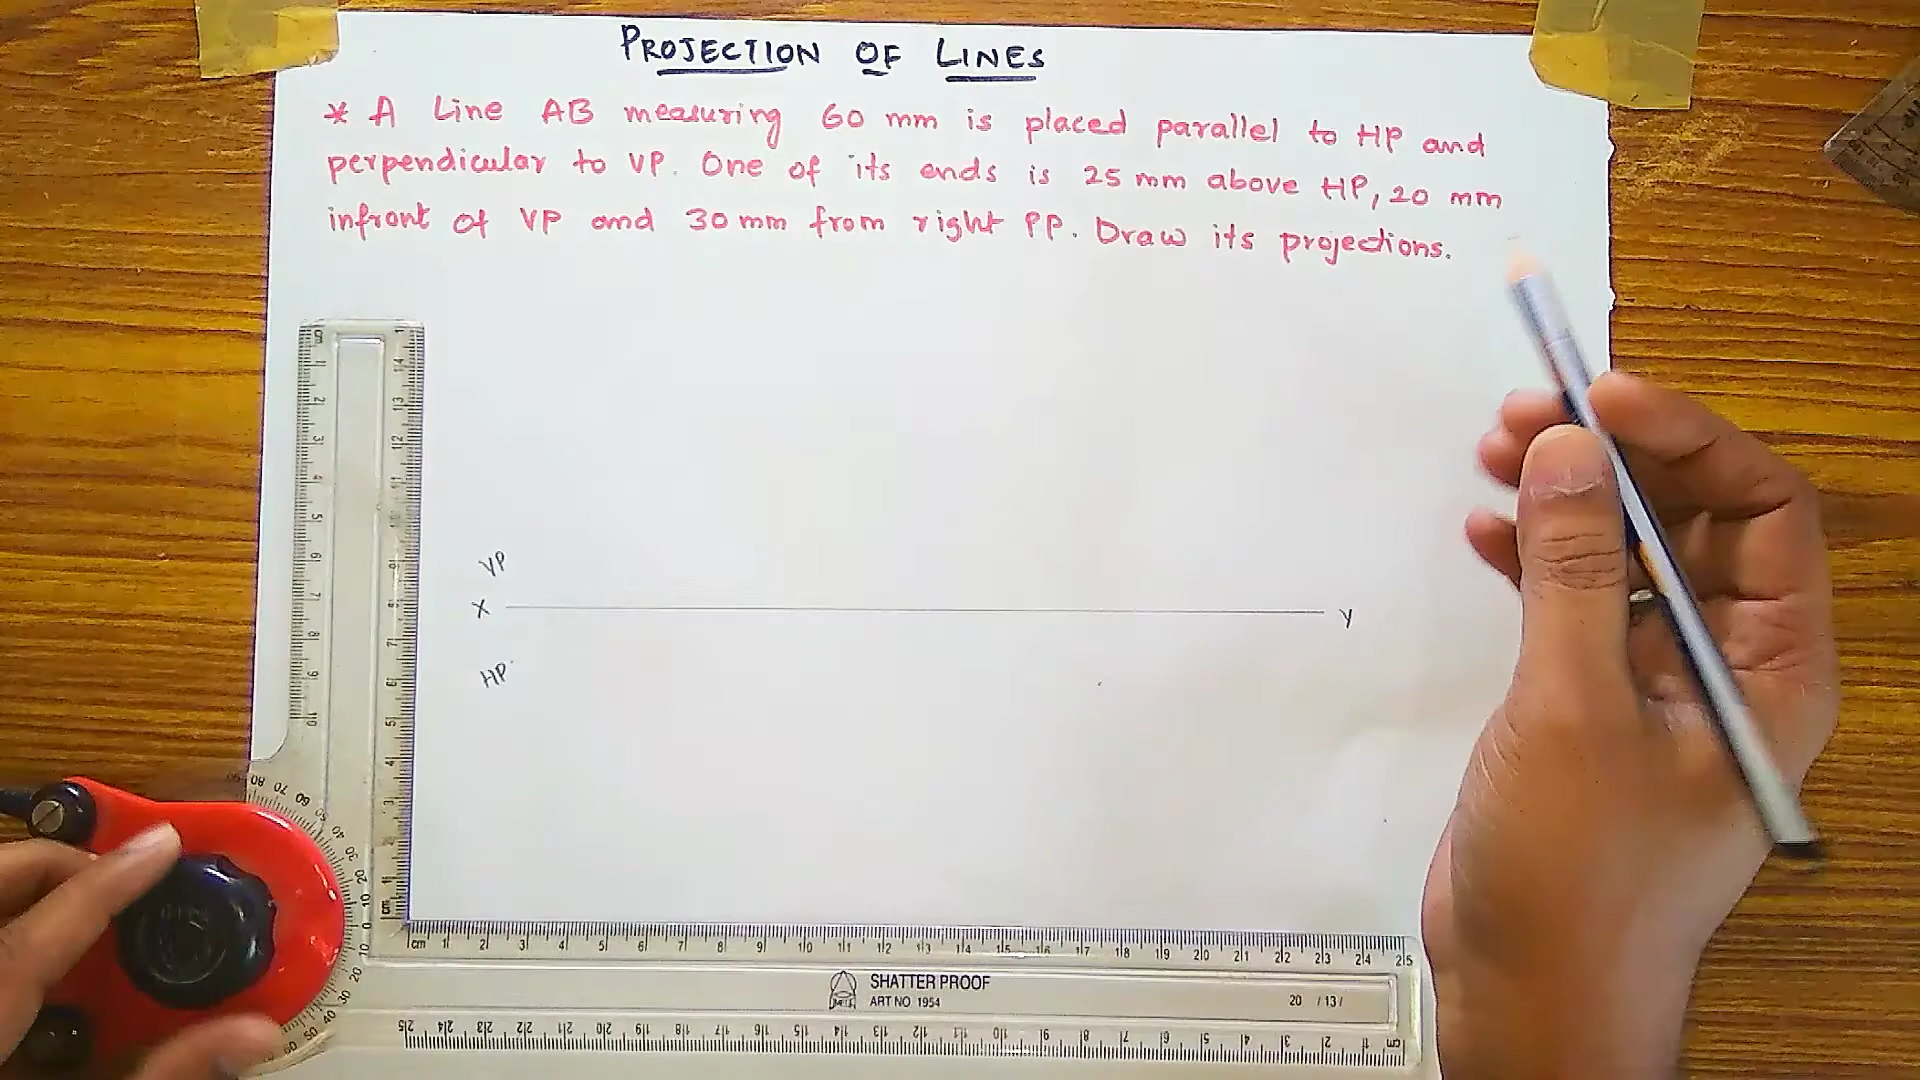 PROJECTION OF LINES
* A Line AB measuring 60 mm is placed parallel to HP and
perpendicular to VP. One of its ends is 25 mm above HP, 20 mm
infront of VP and 30 mm from right PP. Draw its projections.
VP
X
Y
HP
SHATTER PROOF
ART NO 1954